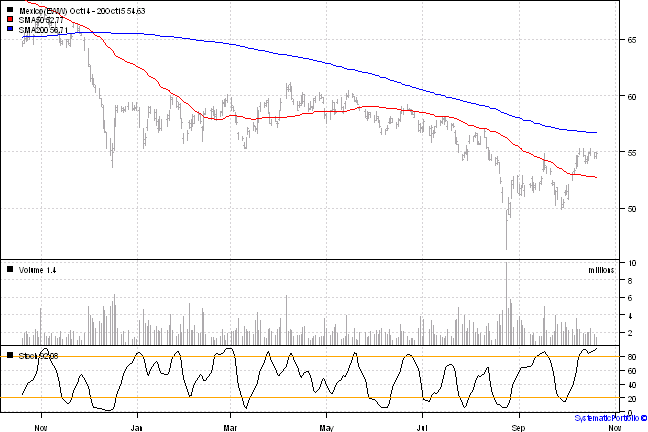 Mexico (EWW) Oct14 - 20Oct15 54.63
SMA50 52.77
SMA200 56.71
65
60
55
50
Volume 1.4
millions
10
8
6
4
2
Stoch 92.98
80
60
40
20
0
Nov Jan Mar May Jul Sep Nov
SystematicPortfolio ©